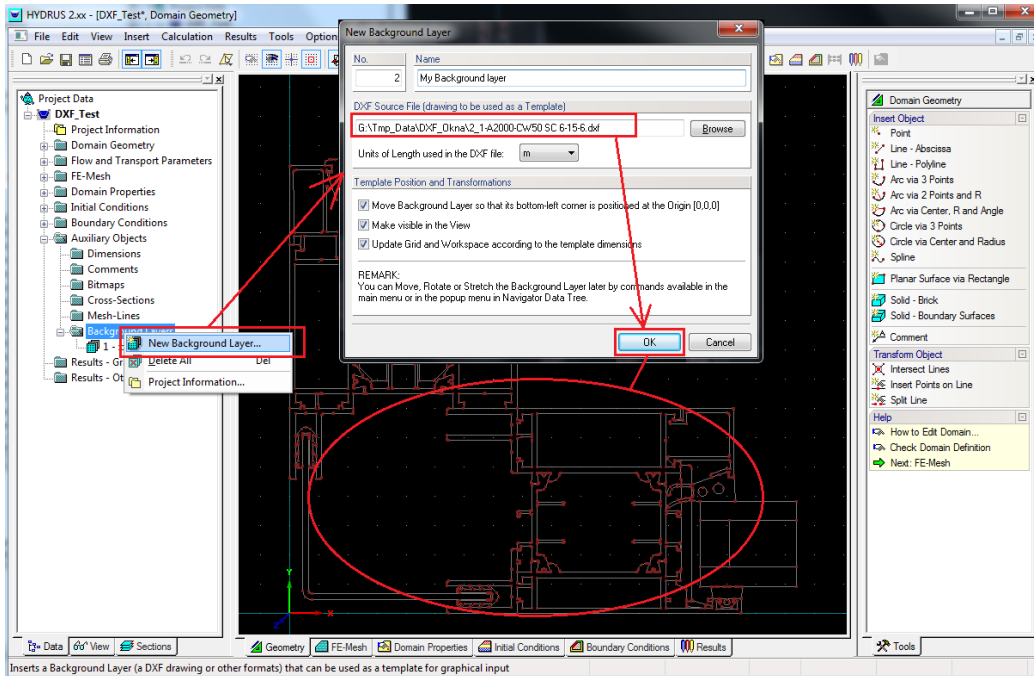 HYDRUS 2.xx - [DXF_Test*, Domain Geometry]
File Edit View Insert Calculation Results Tools Option
New Background Layer
No. Name
2 My Background layer
DXF Source File (drawing to be used as a Template)
G:\Tmp_Data\DXF_Okna\2_1-A2000-CW50 SC 6-15-6.dxf Browse
Units of Length used in the DXF file: m
Template Position and Transformations
Move Background Layer so that its bottom-left corner is positioned at the Origin [0,0,0]
Make visible in the View
Update Grid and Workspace according to the template dimensions
REMARK:
You can Move, Rotate or Stretch the Background Layer later by commands available in the
main menu or in the popup menu in Navigator Data Tree.
OK Cancel
Project Data
DXF_Test
Project Information
Domain Geometry
Flow and Transport Parameters
FE-Mesh
Domain Properties
Initial Conditions
Boundary Conditions
Auxiliary Objects
Dimensions
Comments
Bitmaps
Cross-Sections
Mesh-Lines
Background Layers
1 -
Results - Gr
Results - Ot
New Background Layer...
Delete All Del
Project Information...
Y
X
Z
Domain Geometry
Insert Object
Point
Line - Abscissa
Line - Polyline
Arc via 3 Points
Arc via 2 Points and R
Arc via Center, R and Angle
Circle via 3 Points
Circle via Center and Radius
Spline
Planar Surface via Rectangle
Solid - Brick
Solid - Boundary Surfaces
Comment
Transform Object
Intersect Lines
Insert Points on Line
Split Line
Help
How to Edit Domain...
Check Domain Definition
Next: FE-Mesh
Data View Sections
Geometry FE-Mesh Domain Properties Initial Conditions Boundary Conditions Results
Tools
Inserts a Background Layer (a DXF drawing or other formats) that can be used as a template for graphical input